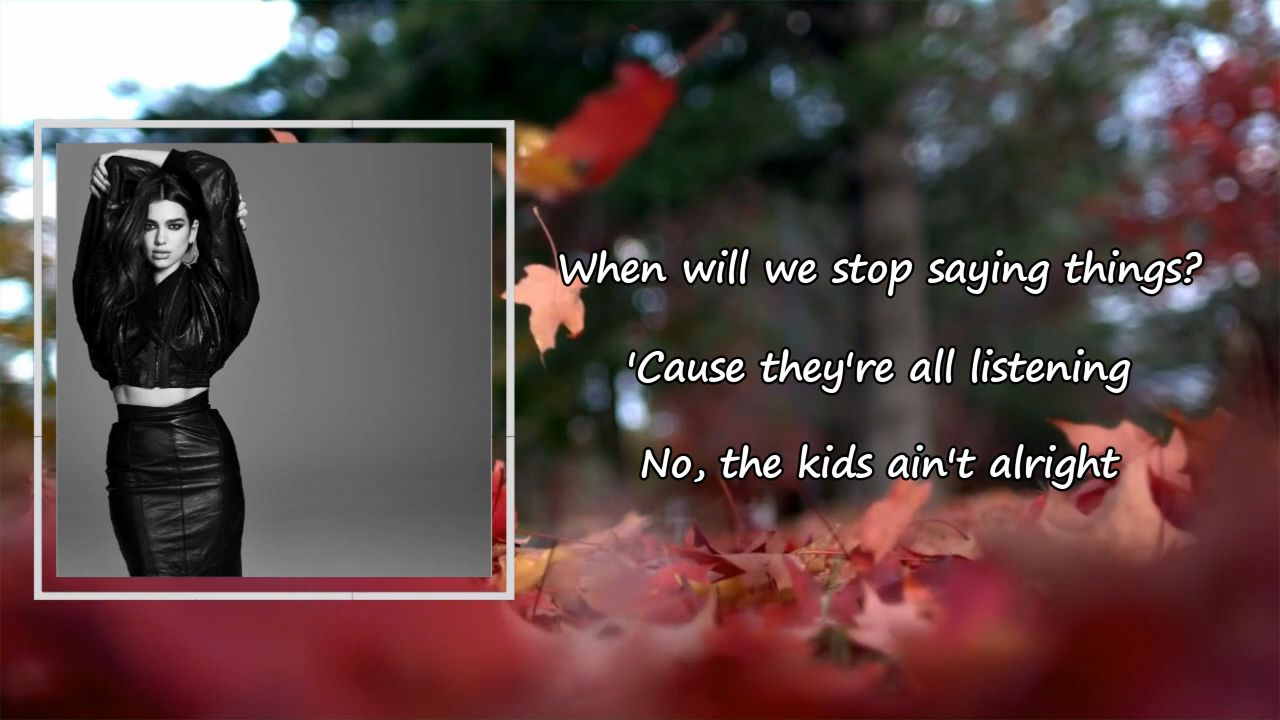 When will we stop saying things?
'Cause they're all listening
No, the kids ain't alright